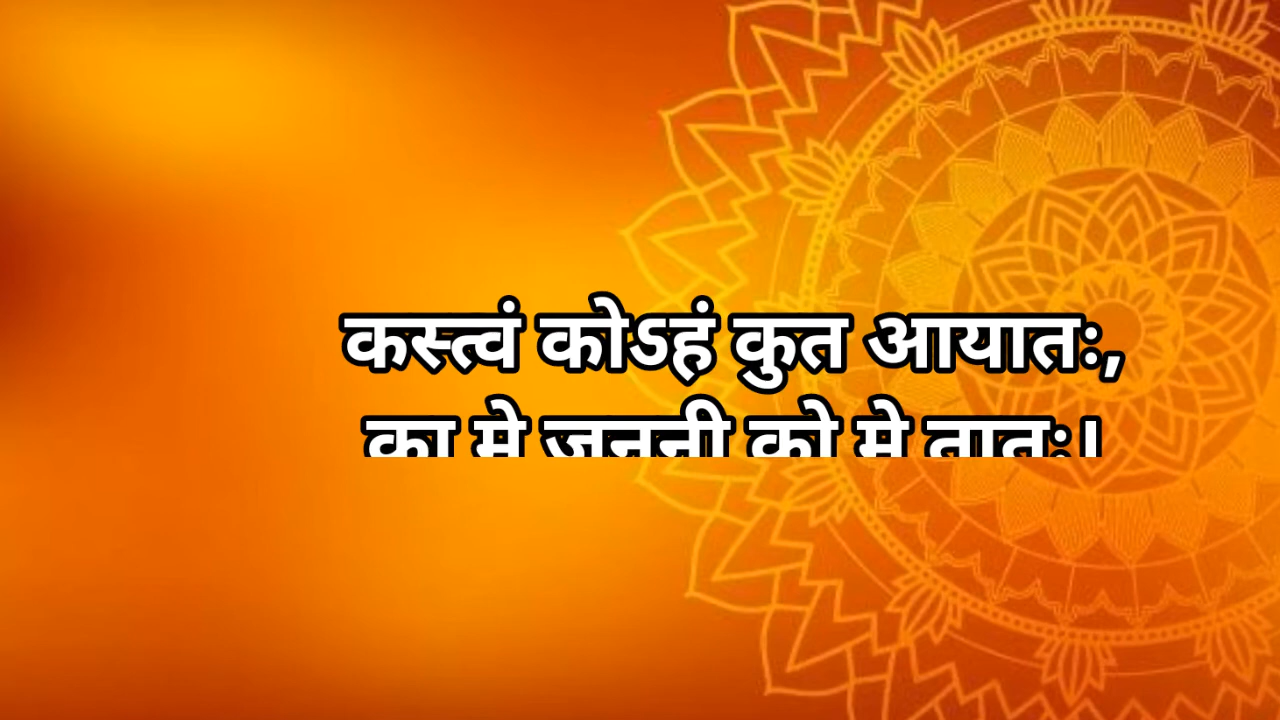 कस्त्वं कोऽहं कुत आयातः,
का मे जननी को मे तातः।